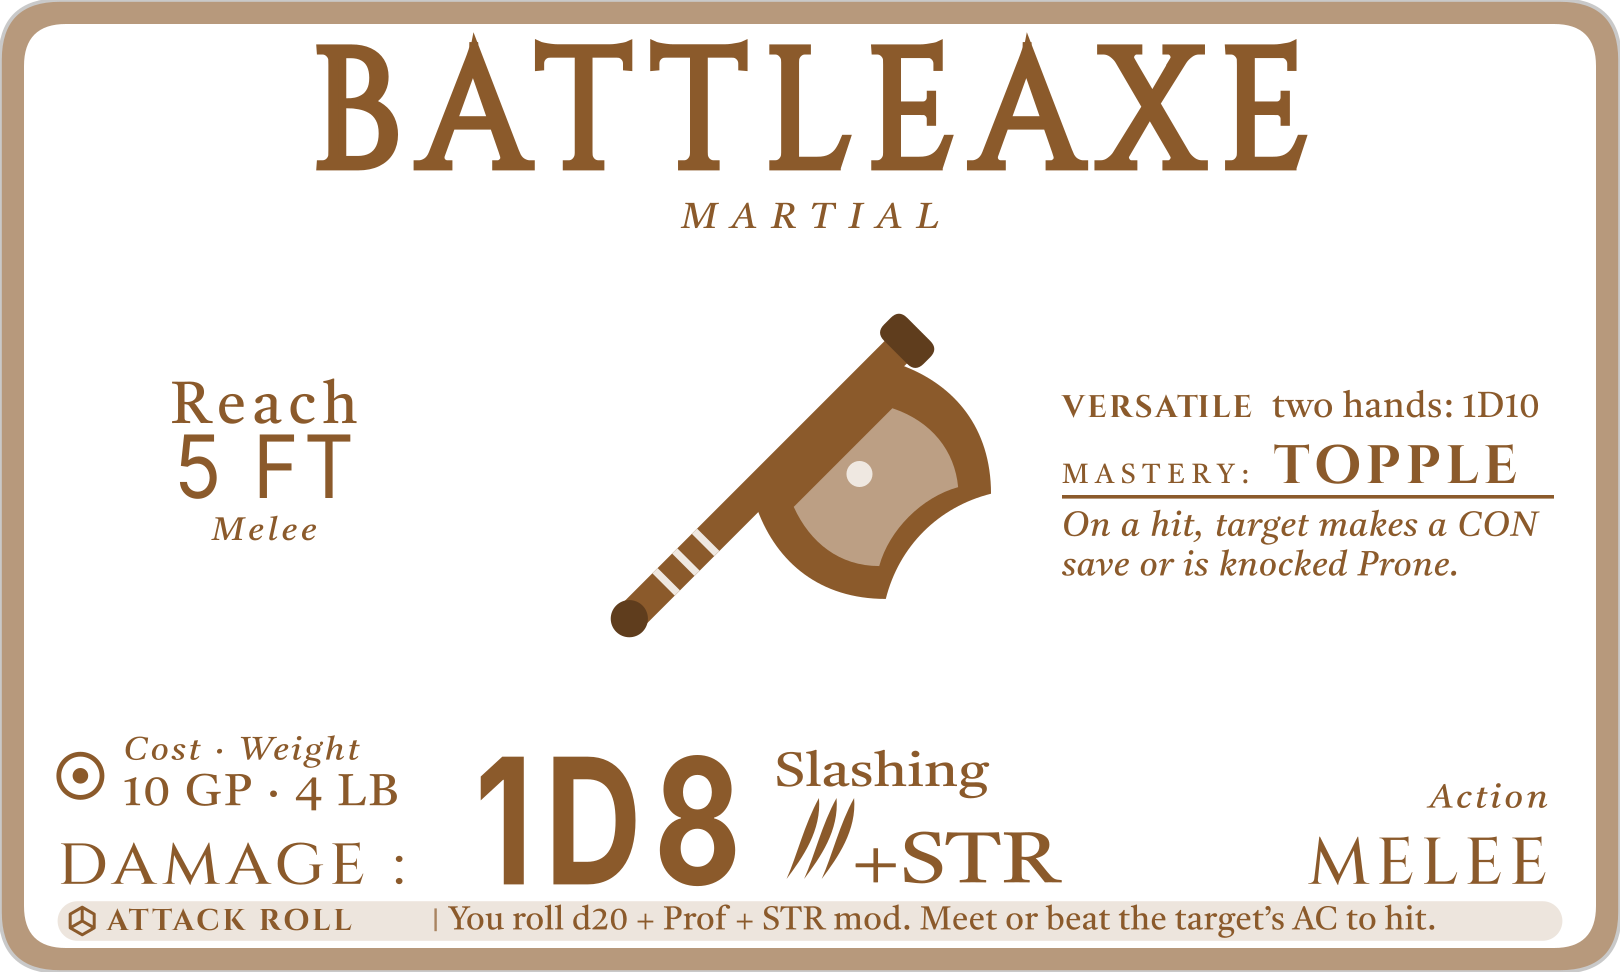 BATTLEAXE
MARTIAL
Reach
5 FT
Melee
VERSATILE two hands: 1D10
MASTERY: TOPPLE
On a hit, target makes a CON
save or is knocked Prone.
Cost · Weight
10 GP · 4 LB
DAMAGE :
1D8
Slashing
+STR
Action
MELEE
ATTACK ROLL | You roll d20 + Prof + STR mod. Meet or beat the target’s AC to hit.